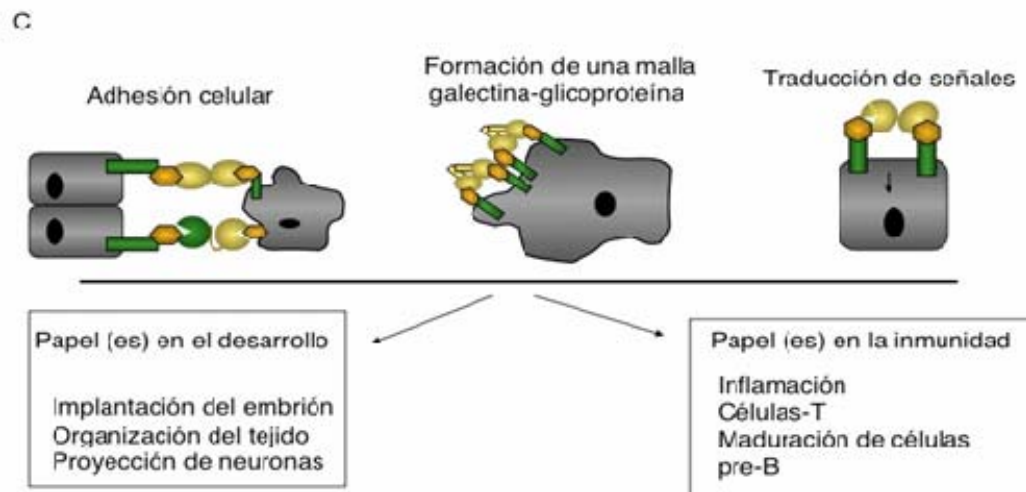 C
Adhesión celular
Formación de una malla
galectina-glicoproteína
Traducción de señales
Papel (es) en el desarrollo
Implantación del embrión
Organización del tejido
Proyección de neuronas
Papel (es) en la inmunidad
Inflamación
Células-T
Maduración de células
pre-B